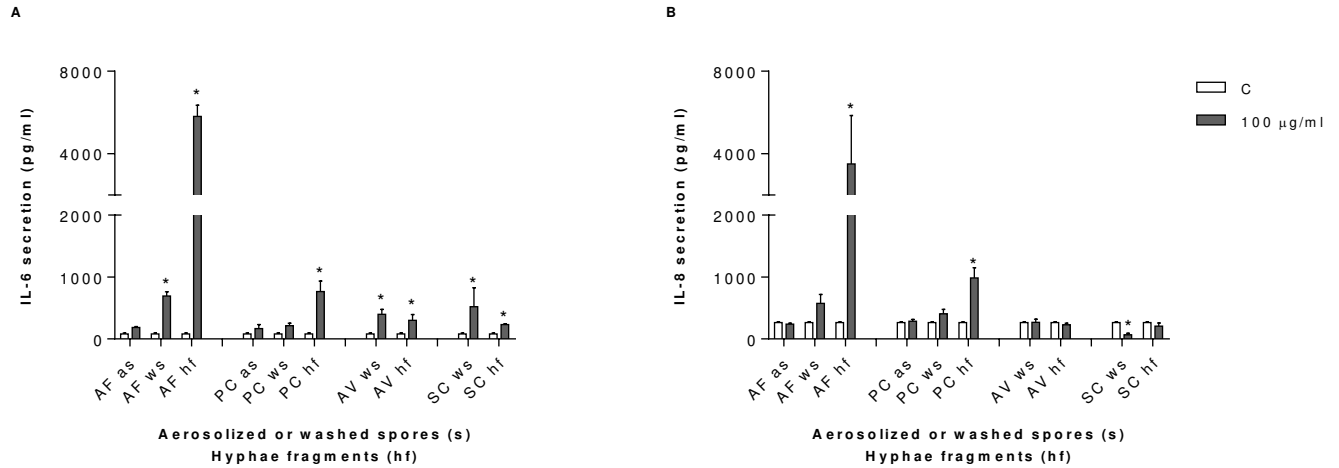 A
IL-6 secretion (pg/ml)
8000
4000
2000
1000
0
*
*
*
*
*
*
*
AF as
AF ws
AF hf
PC as
PC ws
PC hf
AV ws
AV hf
SC ws
SC hf
Aerosolized or washed spores (s)
Hyphae fragments (hf)
B
IL-8 secretion (pg/ml)
8000
4000
2000
1000
0
*
*
*
AF as
AF ws
AF hf
PC as
PC ws
PC hf
AV ws
AV hf
SC ws
SC hf
Aerosolized or washed spores (s)
Hyphae fragments (hf)
C
100 µg/ml